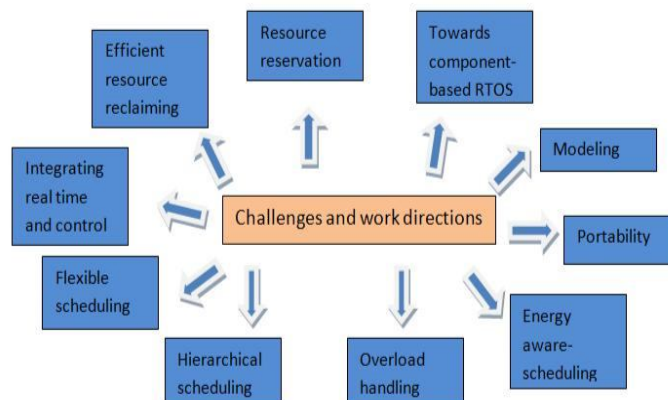 Resource
reservation
Towards
component-
based RTOS
Efficient
resource
reclaiming
Modeling
Integrating
real time
and control
Challenges and work directions
Portability
Flexible
scheduling
Energy
aware-
scheduling
Hierarchical
scheduling
Overload
handling